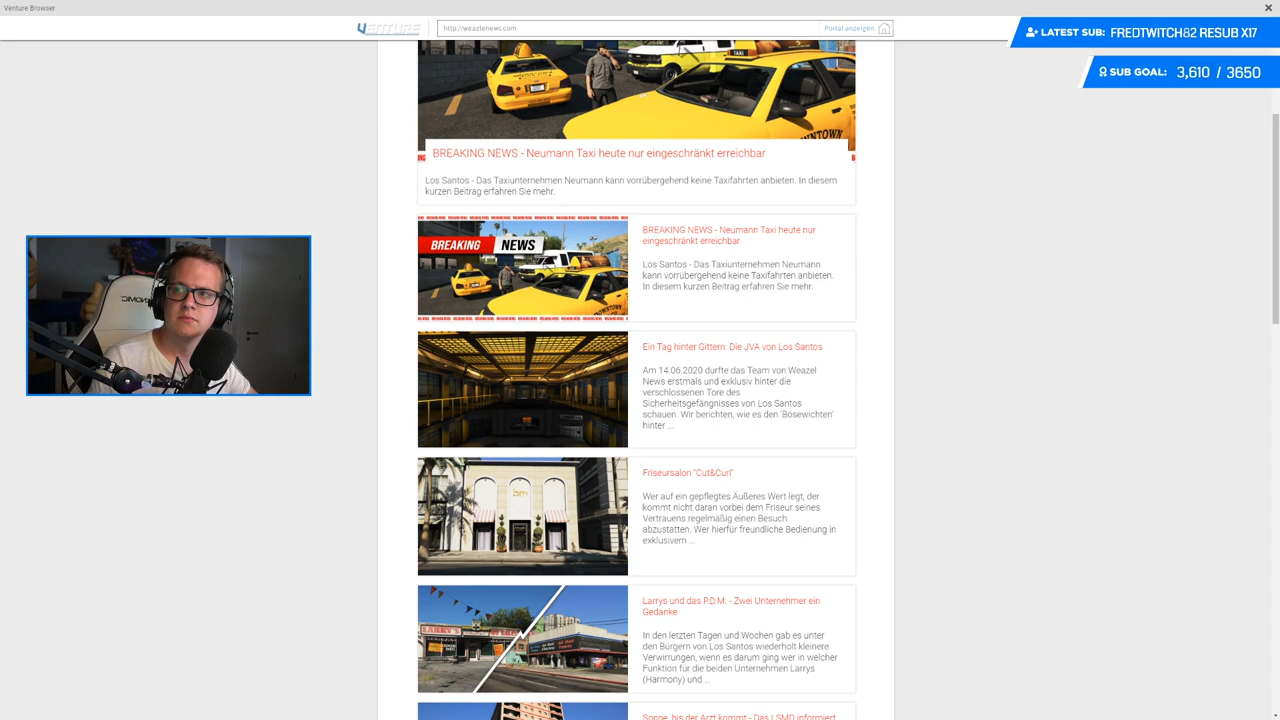 Venture Browser
VENTURE
http://weazlenews.com
Portal anzeigen
LATEST SUB: FREDTWITCH82 RESUB X17
SUB GOAL: 3,610 / 3650
BREAKING NEWS - Neumann Taxi heute nur eingeschränkt erreichbar
Los Santos - Das Taxiunternehmen Neumann kann vorrübergehend keine Taxifahrten anbieten. In diesem
kurzen Beitrag erfahren Sie mehr.
BREAKING NEWS
BREAKING NEWS - Neumann Taxi heute nur
eingeschränkt erreichbar
Los Santos - Das Taxiunternehmen Neumann
kann vorrübergehend keine Taxifahrten anbieten.
In diesem kurzen Beitrag erfahren Sie mehr.
Ein Tag hinter Gittern: Die JVA von Los Santos
Am 14.06.2020 durfte das Team von Weazel
News erstmals und exklusiv hinter die
verschlossenen Tore des
Sicherheitsgefängnisses von Los Santos
schauen. Wir berichten, wie es den 'Bösewichten'
hinter ...
Friseursalon "Cut&Curl"
Wer auf ein gepflegtes Äußeres Wert legt, der
kommt nicht daran vorbei dem Friseur seines
Vertrauens regelmäßig einen Besuch
abzustatten. Wer hierfür freundliche Bedienung in
exklusivem ...
Larrys und das P.D.M. - Zwei Unternehmer ein
Gedanke
In den letzten Tagen und Wochen gab es unter
den Bürgern von Los Santos wiederholt kleinere
Verwirrungen, wenn es darum ging wer in welcher
Funktion für die beiden Unternehmen Larrys
(Harmony) und ...
Sonne, bis der Arzt kommt - Das LSMD informiert